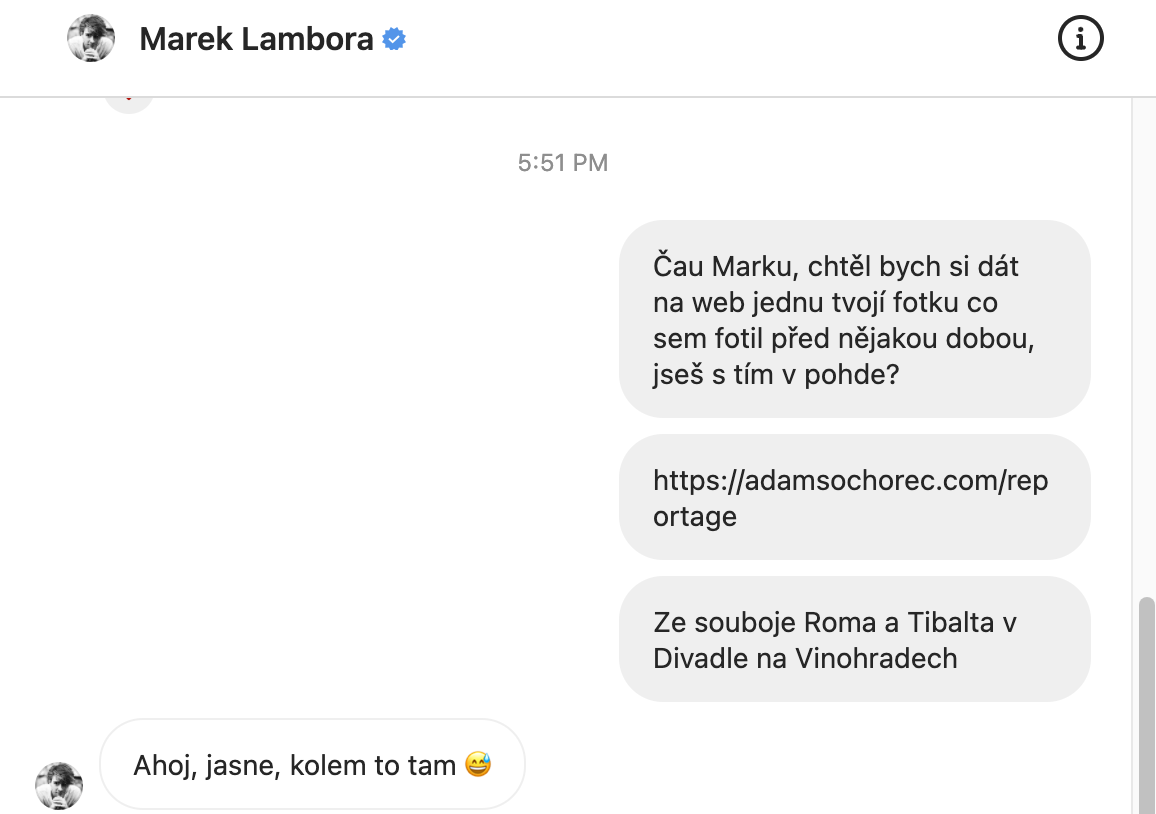 Marek Lambora
5:51 PM
Čau Marku, chtěl bych si dát
na web jednu tvojí fotku co
sem fotil před nějakou dobou,
jseš s tím v pohde?
https://adamsochorec.com/rep
ortage
Ze souboje Roma a Tibalta v
Divadle na Vinohradech
Ahoj, jasne, kolem to tam 😅